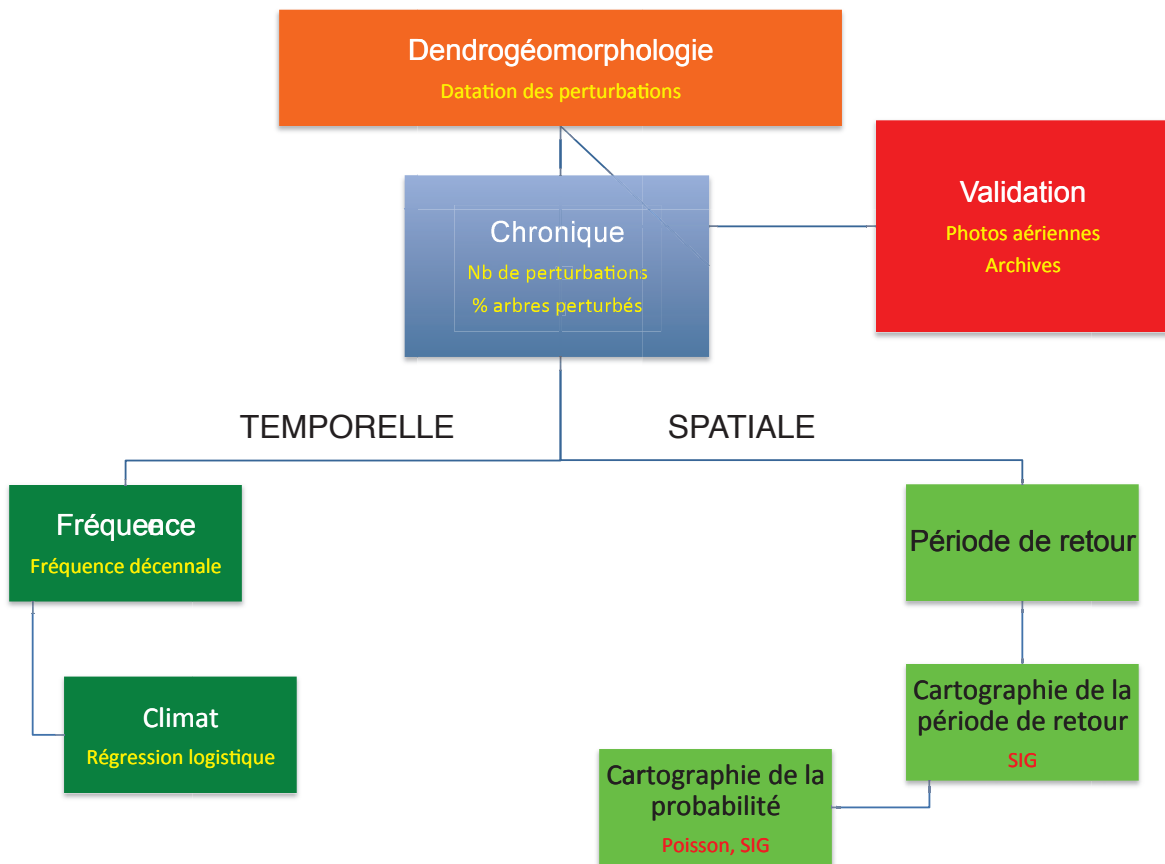 Dendrogéomorphologie
Datation des perturbations
Validation
Photos aériennes
Archives
Chronique
Nb de perturbations
% arbres perturbés
TEMPORELLE
SPATIALE
Fréquence
Fréquence décennale
Climat
Régression logistique
Période de retour
Cartographie de la
période de retour
SIG
Cartographie de la
probabilité
Poisson, SIG